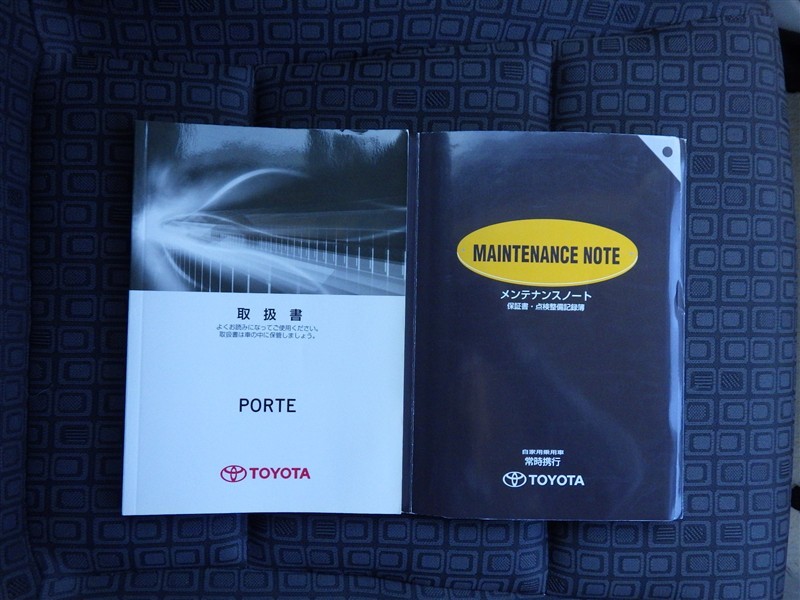 取扱書
よくお読みになってご使用ください。
取扱書は車の中に保管しましょう。
PORTE
TOYOTA
MAINTENANCE NOTE
メンテナンスノート
保証書・点検整備記録簿
自家用乗用車
常時携行
TOYOTA